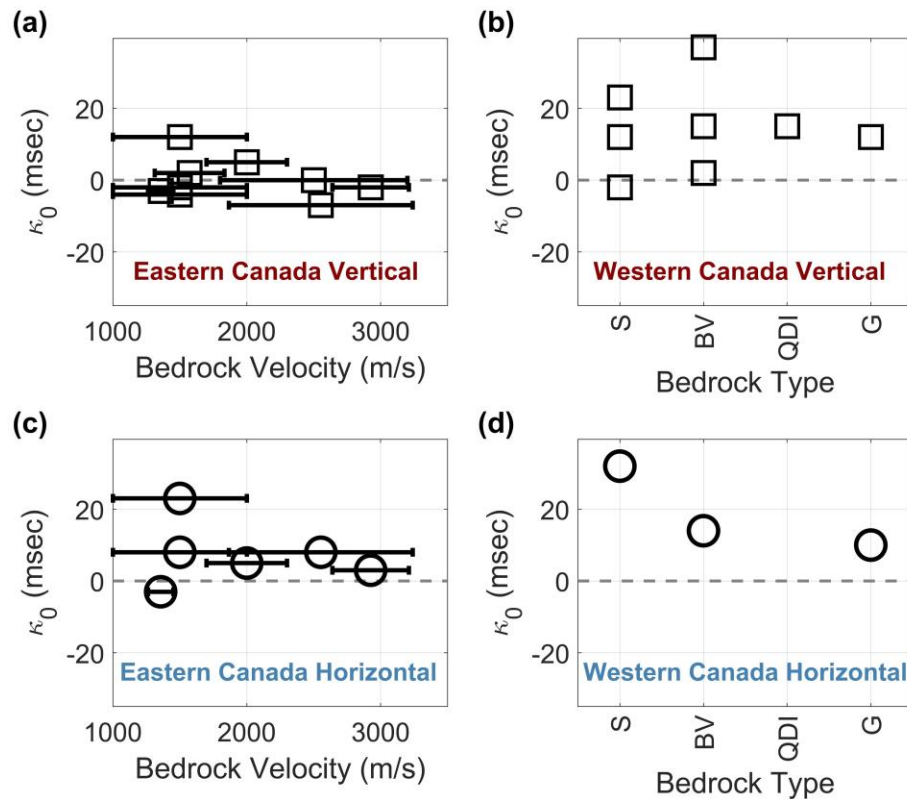 (a)
κ0 (msec)
20
0
-20
Eastern Canada Vertical
1000
2000
3000
Bedrock Velocity (m/s)
(b)
κ0 (msec)
20
0
-20
Western Canada Vertical
S
BV
QDI
G
Bedrock Type
(c)
κ0 (msec)
20
0
-20
Eastern Canada Horizontal
1000
2000
3000
Bedrock Velocity (m/s)
(d)
κ0 (msec)
20
0
-20
Western Canada Horizontal
S
BV
QDI
G
Bedrock Type